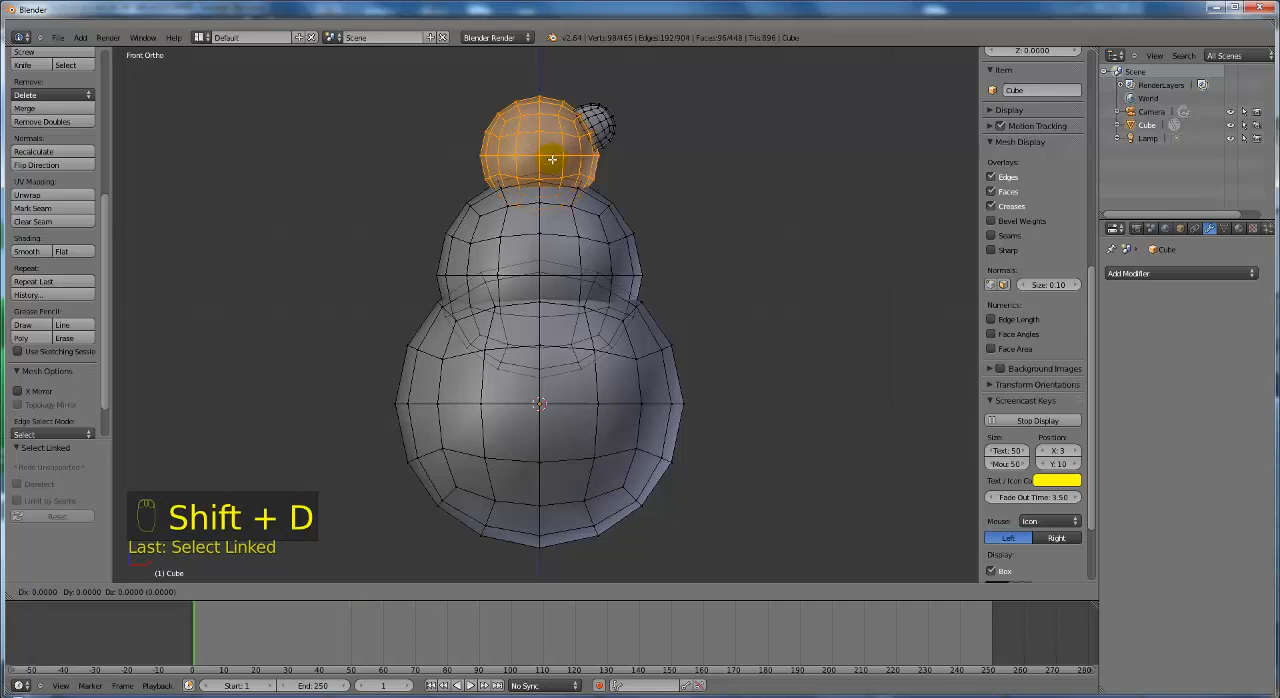 Blender
File Add Render Window Help Default Scene Blender Render v2.64 | Verts:98/465 | Edges:192/904 | Faces:96/448 | Tris:896 | Cube
View Search All Scenes
Screw
Knife Select
Remove:
Delete
Merge
Remove Doubles
Normals:
Recalculate
Flip Direction
UV Mapping:
Unwrap
Mark Seam
Clear Seam
Shading:
Smooth Flat
Repeat:
Repeat Last
History...
Grease Pencil:
Draw Line
Poly Erase
Use Sketching Sessio
Mesh Options
X Mirror
Topology Mirror
Edge Select Mode:
Select
Select Linked
* Redo Unsupported *
Deselect
Limit by Seams
Reset
Front Ortho
Shift + D
Last: Select Linked
(1) Cube
Z: 0.0000
Item
Cube
Display
Motion Tracking
Mesh Display
Overlays:
Edges
Faces
Creases
Bevel Weights
Seams
Sharp
Normals:
Size: 0.10
Numerics:
Edge Length
Face Angles
Face Area
Background Images
Transform Orientations
Screencast Keys
Stop Display
Size: Position:
Text: 50 X: 3
Mou: 50 Y: 10
Text / Icon Co
Fade Out Time: 3.50
Mouse: Icon
Left Right
Display:
Box
Scene
RenderLayers
World
Camera
Cube
Lamp
Cube
Add Modifier
Dx: 0.0000 Dy: 0.0000 Dz: 0.0000 (0.0000)
-50 -40 -30 -20 -10 0 10 20 30 40 50 60 70 80 90 100 110 120 130 140 150 160 170 180 190 200 210 220 230 240 250 260 270 280
View Marker Frame Playback Start: 1 End: 250 1 No Sync